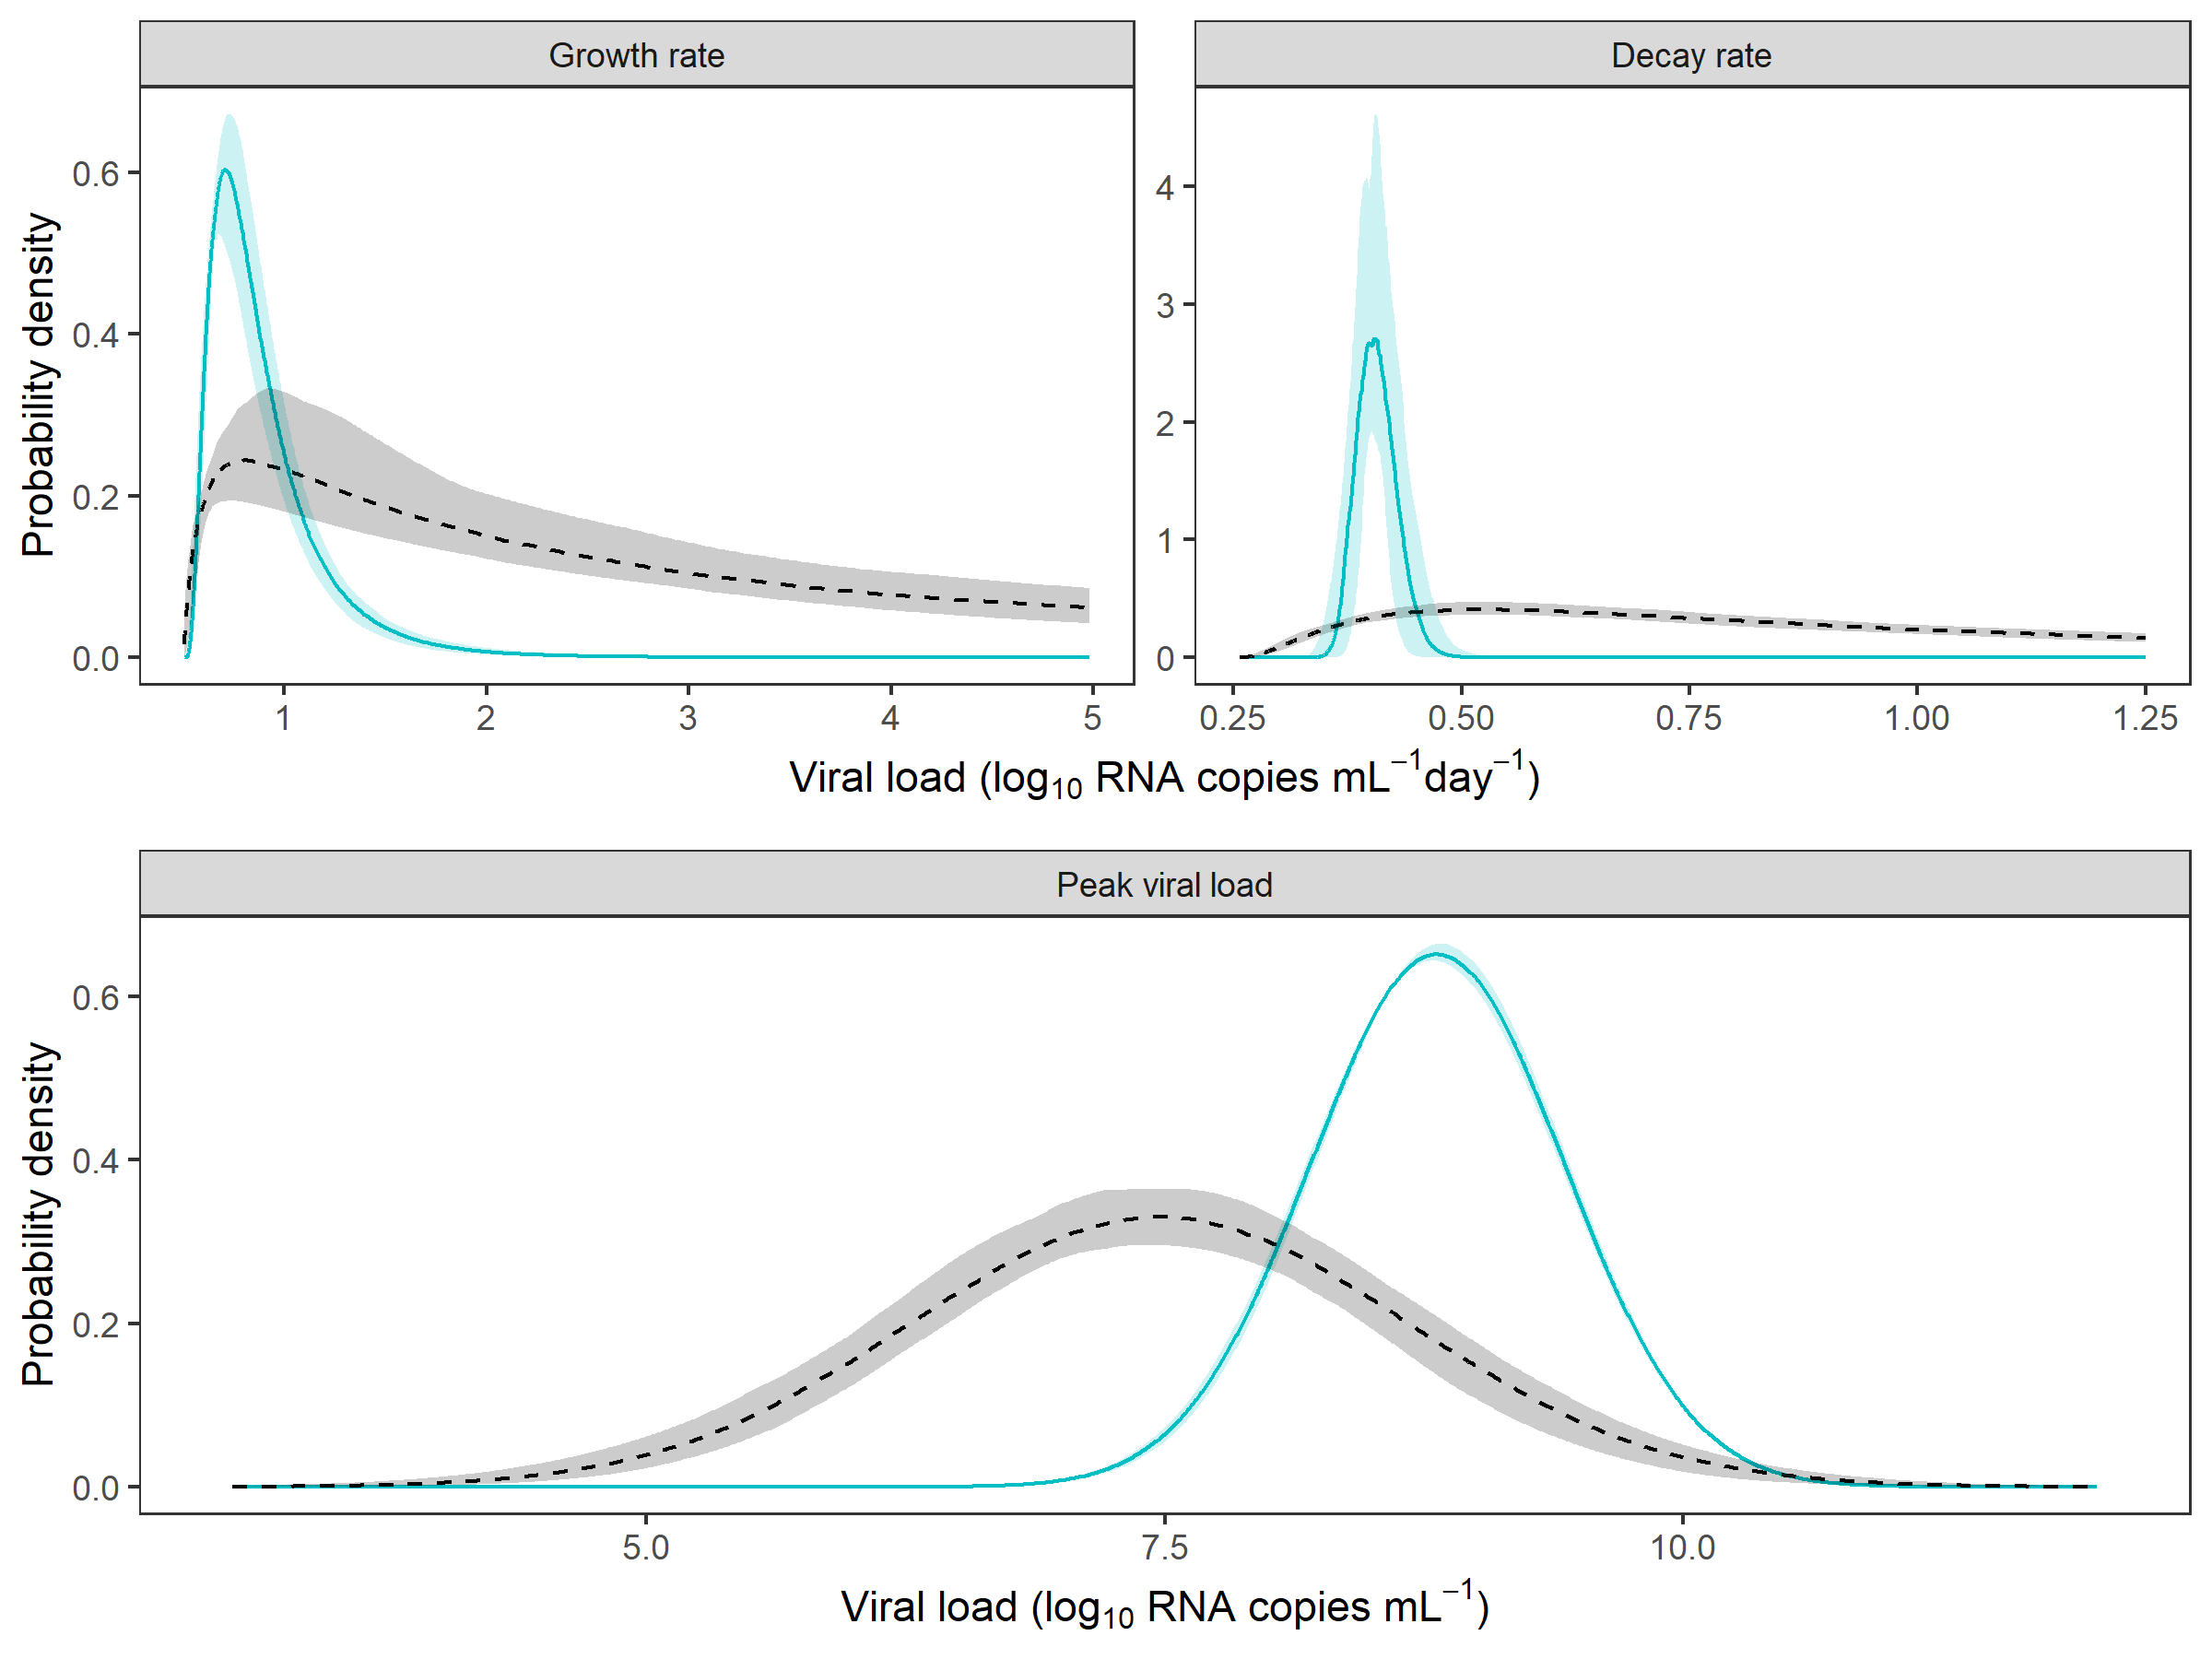 Growth rate
Decay rate
Probability density
0.6
0.4
0.2
0.0
4
3
2
1
0
1 2 3 4 5
0.25 0.50 0.75 1.00 1.25
Viral load (log₁₀ RNA copies mL⁻¹day⁻¹)
Peak viral load
Probability density
0.6
0.4
0.2
0.0
5.0 7.5 10.0
Viral load (log₁₀ RNA copies mL⁻¹)